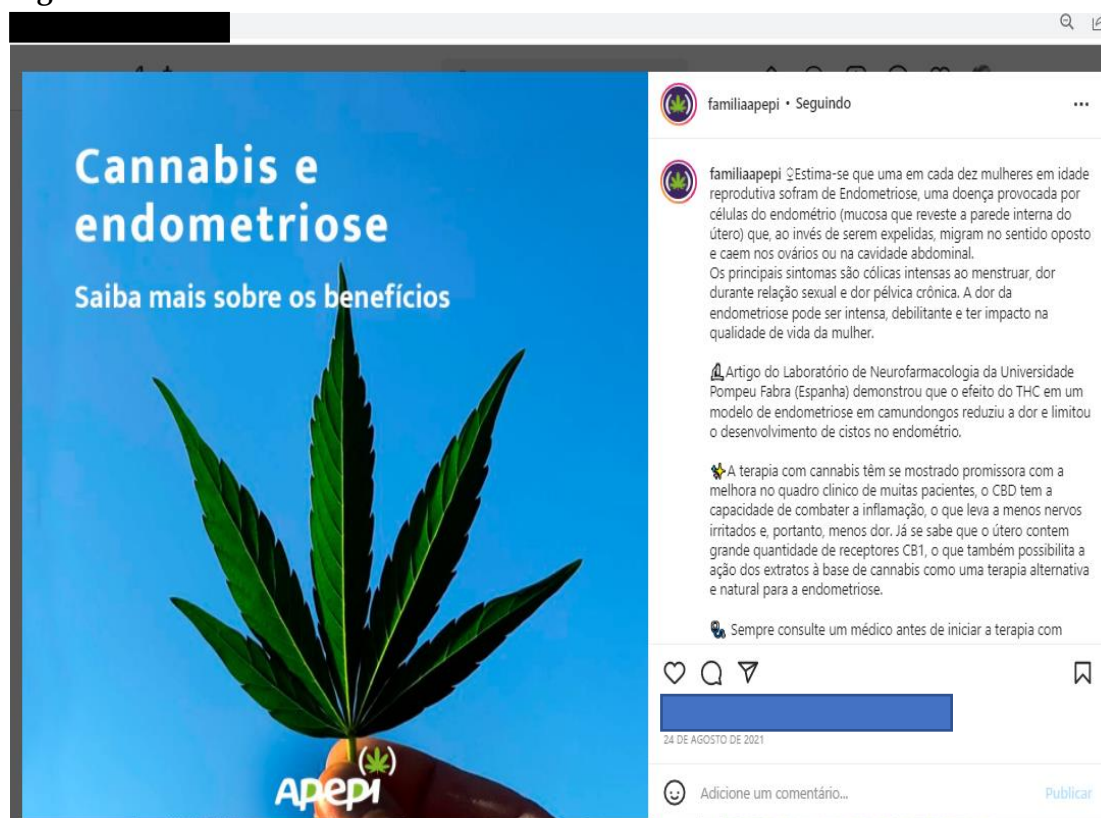 Cannabis e
endometriose
Saiba mais sobre os benefícios
apepi
familiaapepi • Seguindo
familiaapepi Estima-se que uma em cada dez mulheres em idade
reprodutiva sofram de Endometriose, uma doença provocada por
células do endométrio (mucosa que reveste a parede interna do
útero) que, ao invés de serem expelidas, migram no sentido oposto
e caem nos ovários ou na cavidade abdominal.
Os principais sintomas são cólicas intensas ao menstruar, dor
durante relação sexual e dor pélvica crônica. A dor da
endometriose pode ser intensa, debilitante e ter impacto na
qualidade de vida da mulher.
Artigo do Laboratório de Neurofarmacologia da Universidade
Pompeu Fabra (Espanha) demonstrou que o efeito do THC em um
modelo de endometriose em camundongos reduziu a dor e limitou
o desenvolvimento de cistos no endométrio.
A terapia com cannabis têm se mostrado promissora com a
melhora no quadro clinico de muitas pacientes, o CBD tem a
capacidade de combater a inflamação, o que leva a menos nervos
irritados e, portanto, menos dor. Já se sabe que o útero contem
grande quantidade de receptores CB1, o que também possibilita a
ação dos extratos à base de cannabis como uma terapia alternativa
e natural para a endometriose.
Sempre consulte um médico antes de iniciar a terapia com
24 DE AGOSTO DE 2021
Adicione um comentário...
Publicar